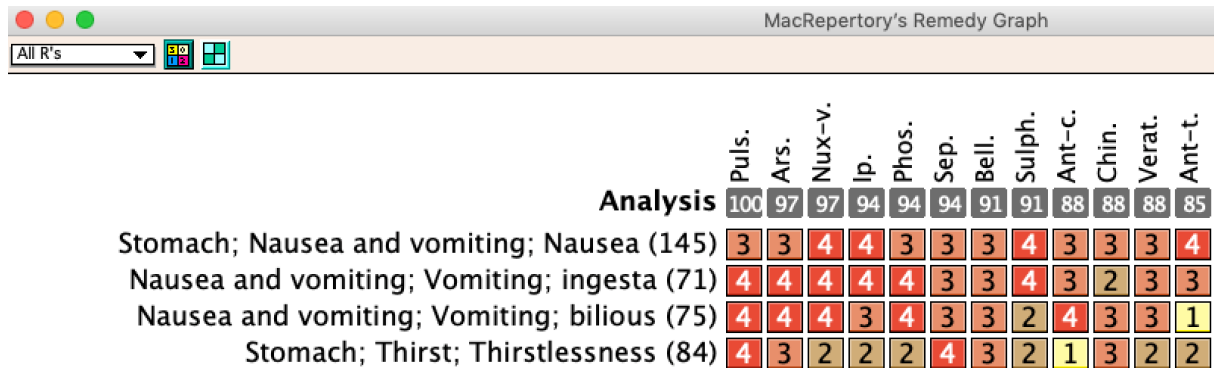 MacRepertory's Remedy Graph
All R's
3 0
1 2
Puls. Ars. Nux-v. Ip. Phos. Sep. Bell. Sulph. Ant-c. Chin. Verat. Ant-t.
Analysis 100 97 97 94 94 94 91 91 88 88 88 85
Stomach; Nausea and vomiting; Nausea (145) 3 3 4 4 3 3 3 4 3 3 3 4
Nausea and vomiting; Vomiting; ingesta (71) 4 4 4 4 4 3 3 4 3 2 3 3
Nausea and vomiting; Vomiting; bilious (75) 4 4 4 3 4 3 3 2 4 3 3 1
Stomach; Thirst; Thirstlessness (84) 4 3 2 2 2 4 3 2 1 3 2 2